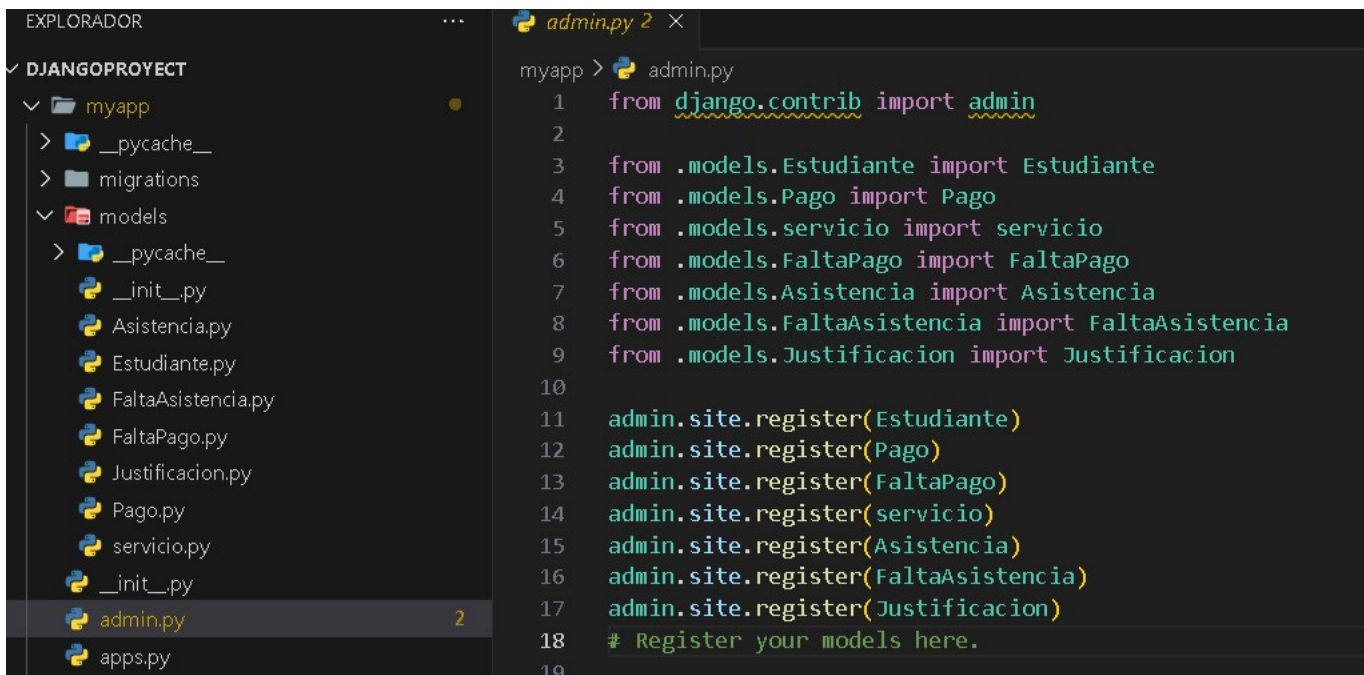 EXPLORADOR ...
DJANGOPROYECT
myapp
__pycache__
migrations
models
__pycache__
__init__.py
Asistencia.py
Estudiante.py
FaltaAsistencia.py
FaltaPago.py
Justificacion.py
Pago.py
servicio.py
__init__.py
admin.py 2
apps.py
admin.py 2 ×
myapp > admin.py
1 from django.contrib import admin
2
3 from .models.Estudiante import Estudiante
4 from .models.Pago import Pago
5 from .models.servicio import servicio
6 from .models.FaltaPago import FaltaPago
7 from .models.Asistencia import Asistencia
8 from .models.FaltaAsistencia import FaltaAsistencia
9 from .models.Justificacion import Justificacion
10
11 admin.site.register(Estudiante)
12 admin.site.register(Pago)
13 admin.site.register(FaltaPago)
14 admin.site.register(servicio)
15 admin.site.register(Asistencia)
16 admin.site.register(FaltaAsistencia)
17 admin.site.register(Justificacion)
18 # Register your models here.
19